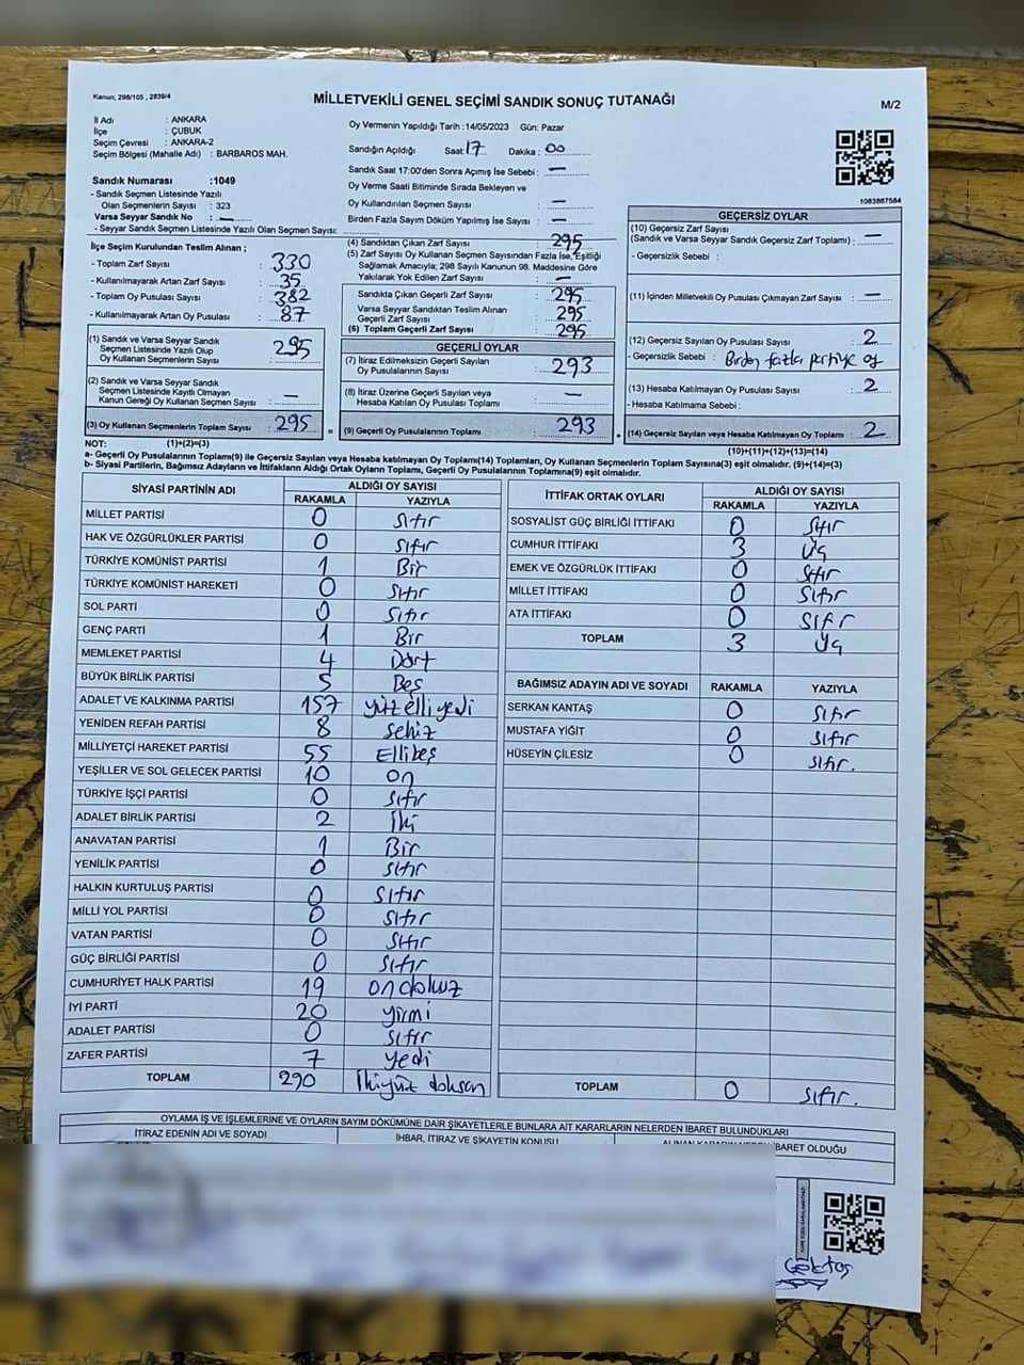 Kanun, 298/105 , 2839/4
MİLLETVEKİLİ GENEL SEÇİMİ SANDIK SONUÇ TUTANAĞI
M/2
İl Adı : ANKARA
İlçe : ÇUBUK
Seçim Çevresi : ANKARA-2
Seçim Bölgesi (Mahalle Adı) : BARBAROS MAH.
Sandık Numarası :1049
- Sandık Seçmen Listesinde Yazılı
Olan Seçmenlerin Sayısı : 323
Varsa Seyyar Sandık No : —
- Seyyar Sandık Seçmen Listesinde Yazılı Olan Seçmen Sayısı:
Oy Vermenin Yapıldığı Tarih :14/05/2023 Gün: Pazar
Sandığın Açıldığı Saat: 17 Dakika : 00
Sandık Saat 17:00'den Sonra Açımış İse Sebebi : —
Oy Verme Saati Bitiminde Sırada Bekleyen ve
Oy Kullandırılan Seçmen Sayısı : —
Birden Fazla Sayım Döküm Yapılmış İse Sayısı : —
1083867584
İlçe Seçim Kurulundan Teslim Alınan ;
- Toplam Zarf Sayısı : 330
- Kullanılmayarak Artan Zarf Sayısı : 35
- Toplam Oy Pusulası Sayısı : 382
- Kullanılmayarak Artan Oy Pusulası : 87
(1) Sandık ve Varsa Seyyar Sandık
Seçmen Listesinde Yazılı Olup
Oy Kullanan Seçmenlerin Sayısı : 295
(2) Sandık ve Varsa Seyyar Sandık
Seçmen Listesinde Kayıtlı Olmayan
Kanun Gereği Oy Kullanan Seçmen Sayısı : —
(3) Oy Kullanan Seçmenlerin Toplam Sayısı : 295
(4) Sandıktan Çıkan Zarf Sayısı : 295
(5) Zarf Sayısı Oy Kullanan Seçmen Sayısından Fazla İse, Eşitliği
Sağlamak Amacıyla; 298 Sayılı Kanunun 98. Maddesine Göre
Yakılarak Yok Edilen Zarf Sayısı : —
Sandıkta Çıkan Geçerli Zarf Sayısı : 295
Varsa Seyyar Sandıktan Teslim Alınan
Geçerli Zarf Sayısı : 295
(6) Toplam Geçerli Zarf Sayısı : 295
GEÇERLİ OYLAR
(7) İtiraz Edilmeksizin Geçerli Sayılan
Oy Pusulalarının Sayısı : 293
(8) İtiraz Üzerine Geçerli Sayılan veya
Hesaba Katılan Oy Pusulası Toplamı : —
(9) Geçerli Oy Pusulalarının Toplamı : 293
GEÇERSİZ OYLAR
(10) Geçersiz Zarf Sayısı
(Sandık ve Varsa Seyyar Sandık Geçersiz Zarf Toplamı) : —
- Geçersizlik Sebebi :
(11) İçinden Milletvekili Oy Pusulası Çıkmayan Zarf Sayısı : —
(12) Geçersiz Sayılan Oy Pusulası Sayısı : 2
- Geçersizlik Sebebi : Birden fazla partiye oy
(13) Hesaba Katılmayan Oy Pusulası Sayısı : 2
- Hesaba Katılmama Sebebi :
(14) Geçersiz Sayılan veya Hesaba Katılmayan Oy Toplamı : 2
NOT: (1)+(2)=(3) (10)+(11)+(12)+(13)=(14)
a- Geçerli Oy Pusulalarının Toplam(9) ile Geçersiz Sayılan veya Hesaba Katılmayan Oy Toplam(14) Toplamları, Oy Kullanan Seçmenlerin Toplam Sayısına(3) eşit olmalıdır. (9)+(14)=(3)
b- Siyasi Partilerin, Bağımsız Adayların ve İttifakların Aldığı Ortak Oyların Toplamı, Geçerli Oy Pusulalarının Toplamına(9) eşit olmalıdır.
SİYASİ PARTİNİN ADI ALDIĞI OY SAYISI
RAKAMLA YAZIYLA
MİLLET PARTİSİ 0 Sıfır
HAK VE ÖZGÜRLÜKLER PARTİSİ 0 Sıfır
TÜRKİYE KOMÜNİST PARTİSİ 1 Bir
TÜRKİYE KOMÜNİST HAREKETİ 0 Sıfır
SOL PARTİ 0 Sıfır
GENÇ PARTİ 1 Bir
MEMLEKET PARTİSİ 4 Dört
BÜYÜK BİRLİK PARTİSİ 5 Beş
ADALET VE KALKINMA PARTİSİ 157 yüz elli yedi
YENİDEN REFAH PARTİSİ 8 sekiz
MİLLİYETÇİ HAREKET PARTİSİ 55 Ellibeş
YEŞİLLER VE SOL GELECEK PARTİSİ 10 on
TÜRKİYE İŞÇİ PARTİSİ 0 sıfır
ADALET BİRLİK PARTİSİ 2 İki
ANAVATAN PARTİSİ 1 Bir
YENİLİK PARTİSİ 0 sıfır
HALKIN KURTULUŞ PARTİSİ 0 Sıfır
MİLLİ YOL PARTİSİ 0 sıfır
VATAN PARTİSİ 0 Sıfır
GÜÇ BİRLİĞİ PARTİSİ 0 sıfır
CUMHURİYET HALK PARTİSİ 19 ondokuz
İYİ PARTİ 20 yirmi
ADALET PARTİSİ 0 sıfır
ZAFER PARTİSİ 7 yedi
TOPLAM 290 İkiyüz doksan
İTTİFAK ORTAK OYLARI ALDIĞI OY SAYISI
RAKAMLA YAZIYLA
SOSYALİST GÜÇ BİRLİĞİ İTTİFAKI 0 Sıfır
CUMHUR İTTİFAKI 3 Üç
EMEK VE ÖZGÜRLÜK İTTİFAKI 0 Sıfır
MİLLET İTTİFAKI 0 Sıfır
ATA İTTİFAKI 0 Sıfır
TOPLAM 3 Üç
BAĞIMSIZ ADAYIN ADI VE SOYADI RAKAMLA YAZIYLA
SERKAN KANTAŞ 0 Sıfır
MUSTAFA YİĞİT 0 sıfır
HÜSEYİN ÇİLESİZ 0 sıfır.
TOPLAM 0 Sıfır.
OYLAMA İŞ VE İŞLEMLERİNE VE OYLARIN SAYIM DÖKÜMÜNE DAİR ŞİKAYETLERLE BUNLARA AİT KARARLARIN NELERDEN İBARET BULUNDUKLARI
İTİRAZ EDENİN ADI VE SOYADI İHBAR, İTİRAZ VE ŞİKAYETİN KONUSU ALINAN KARARIN NEDEN İBARET OLDUĞU
Göktaş